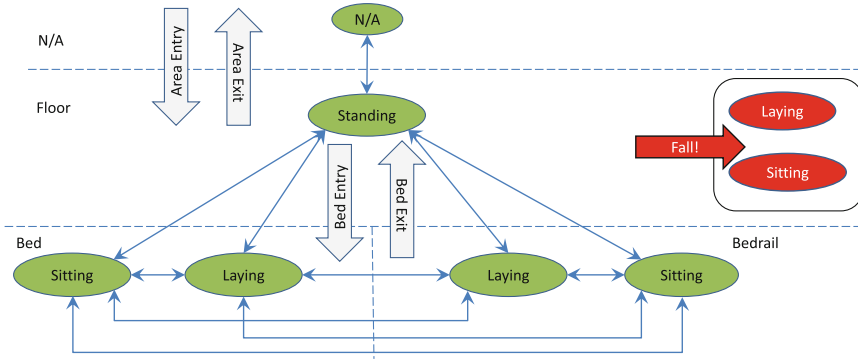 N/A
N/A
Area Entry
Area Exit
Floor
Standing
Laying
Fall!
Sitting
Bed Entry
Bed Exit
Bed
Bedrail
Sitting
Laying
Laying
Sitting